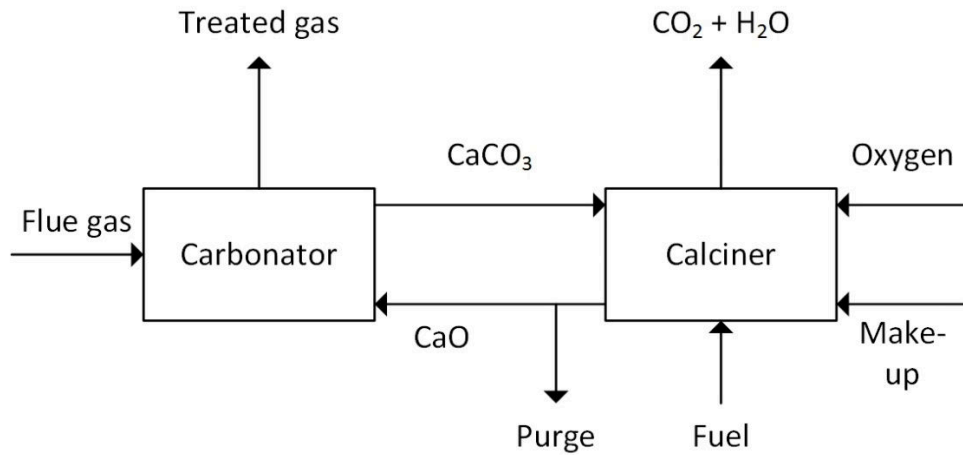 Treated gas
CO₂ + H₂O
CaCO₃
Oxygen
Flue gas
Carbonator
Calciner
CaO
Make-
up
Purge
Fuel